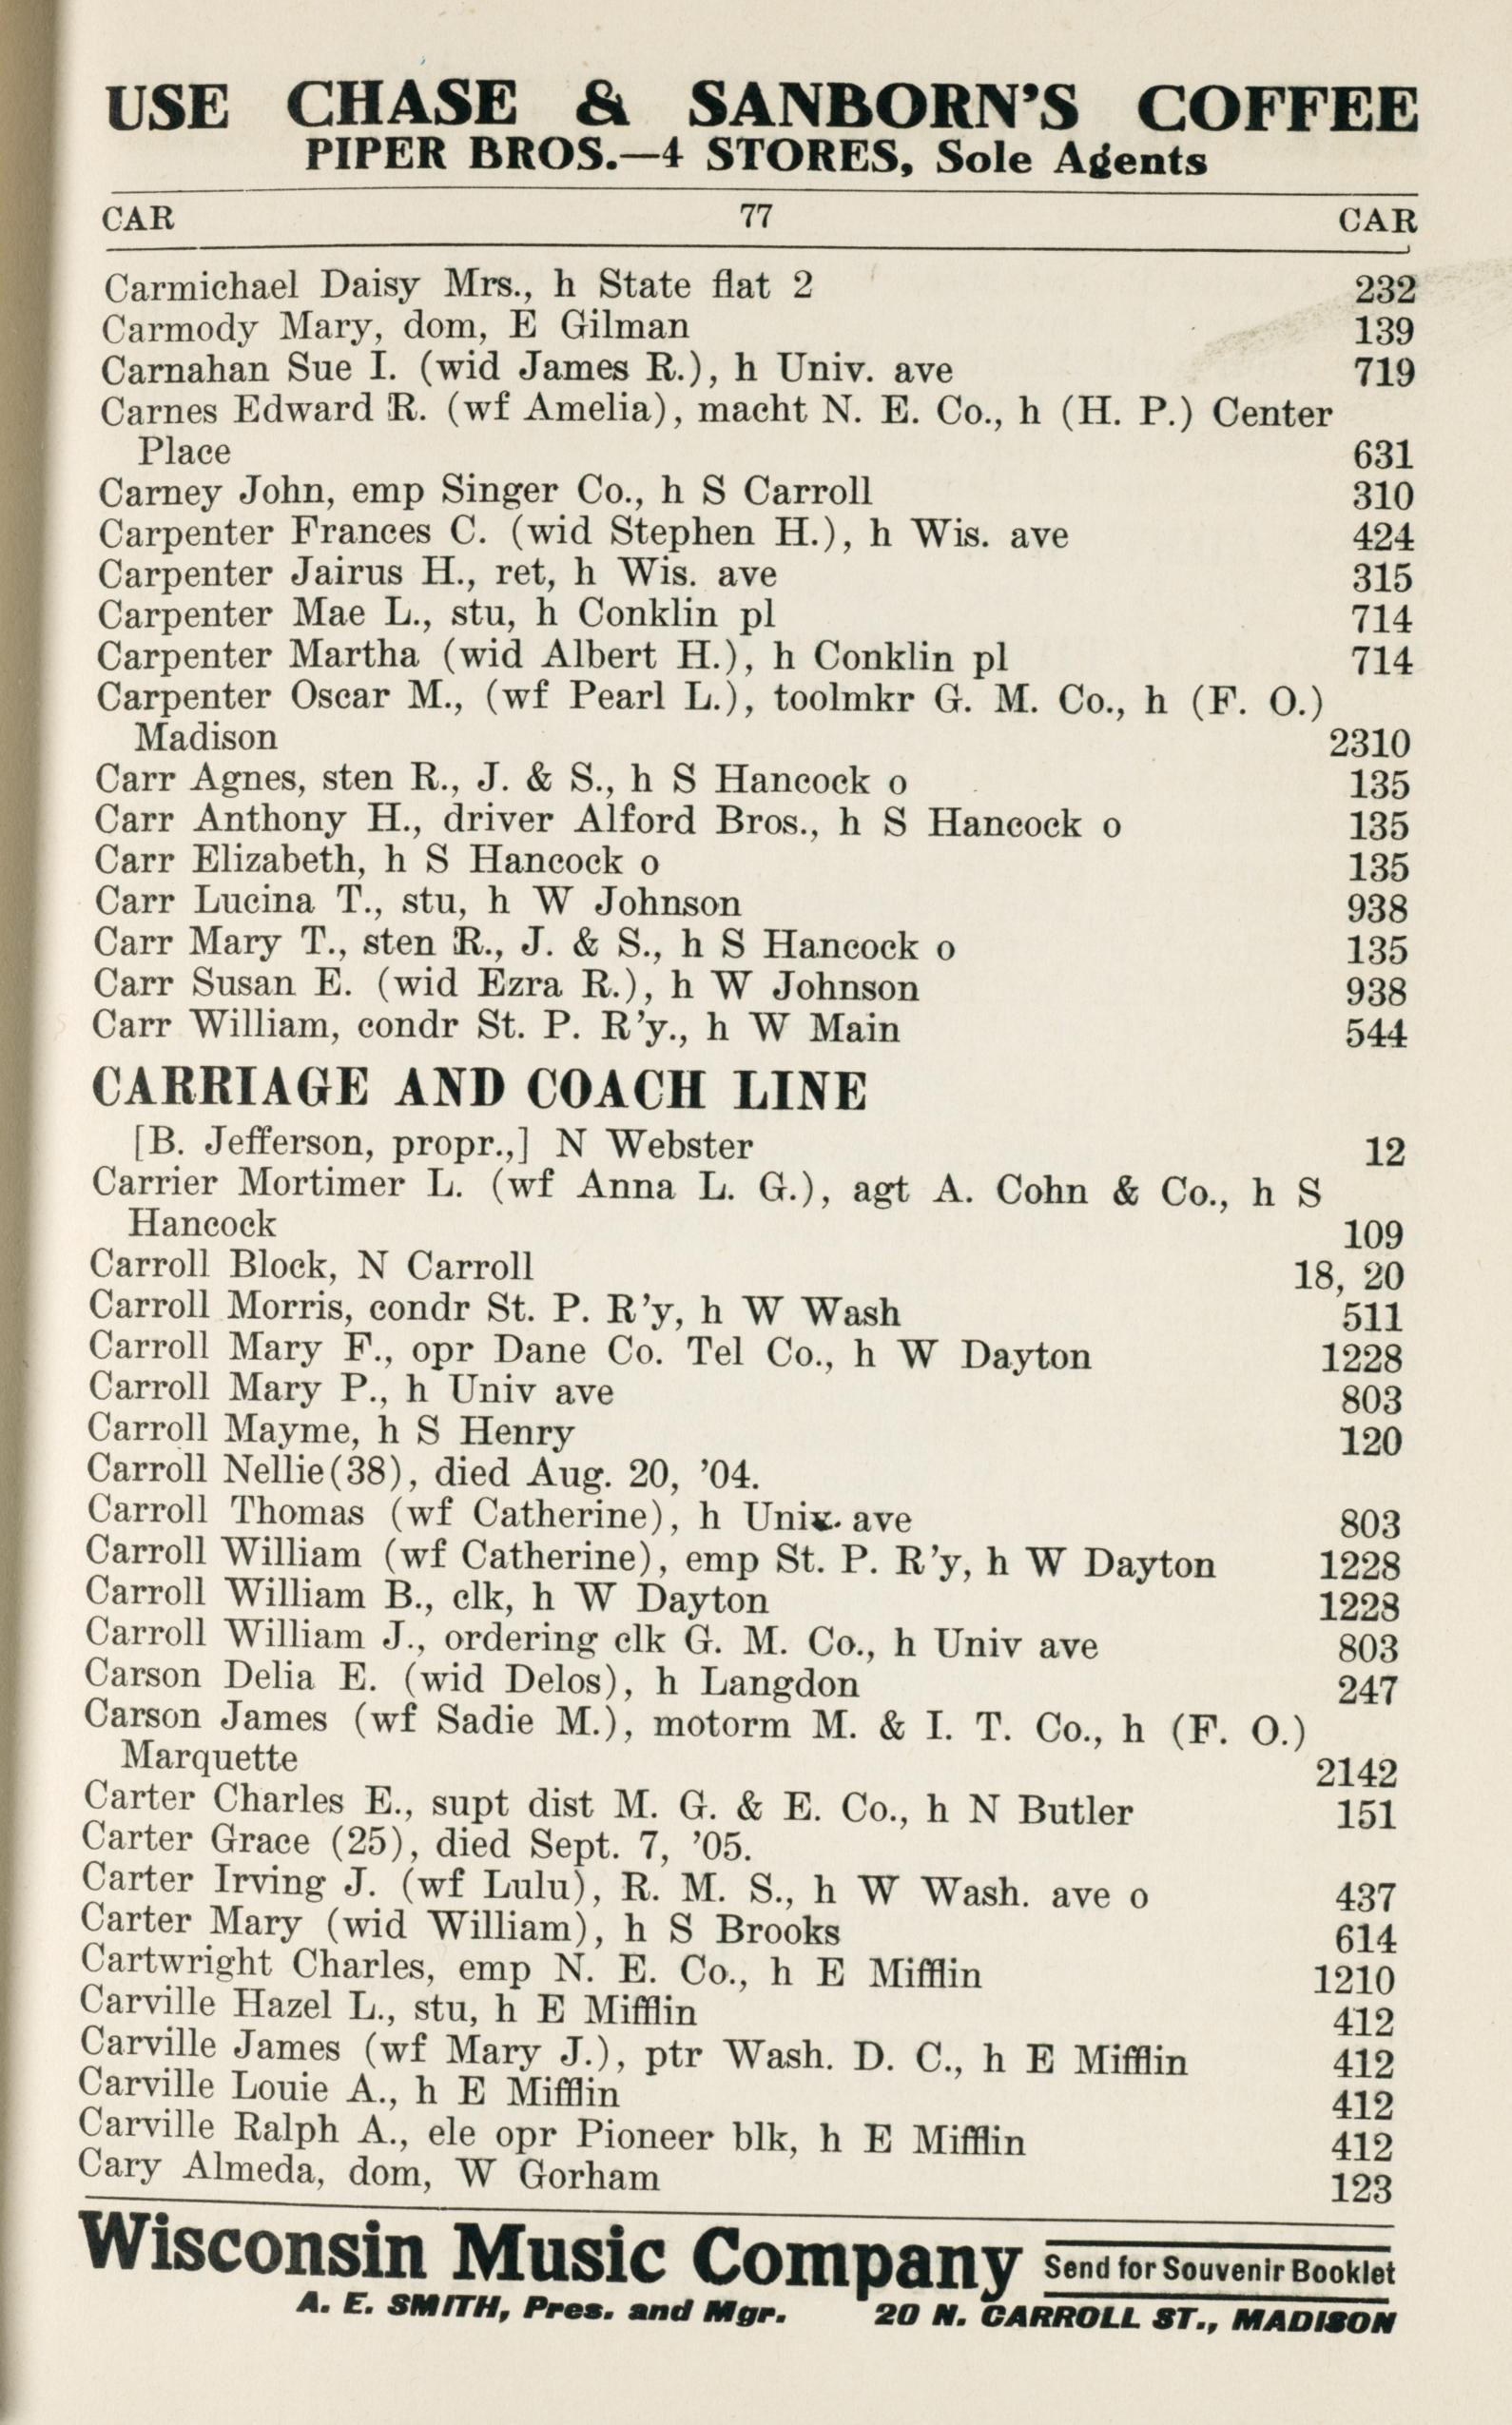 USE CHASE & SANBORN'S COFFEE
PIPER BROS.—4 STORES, Sole Agents
CAR 77 CAR
Carmichael Daisy Mrs., h State flat 2 232
Carmody Mary, dom, E Gilman 139
Carnahan Sue I. (wid James R.), h Univ. ave 719
Carnes Edward R. (wf Amelia), macht N. E. Co., h (H. P.) Center
Place 631
Carney John, emp Singer Co., h S Carroll 310
Carpenter Frances C. (wid Stephen H.), h Wis. ave 424
Carpenter Jairus H., ret, h Wis. ave 315
Carpenter Mae L., stu, h Conklin pl 714
Carpenter Martha (wid Albert H.), h Conklin pl 714
Carpenter Oscar M., (wf Pearl L.), toolmkr G. M. Co., h (F. O.)
Madison 2310
Carr Agnes, sten R., J. & S., h S Hancock o 135
Carr Anthony H., driver Alford Bros., h S Hancock o 135
Carr Elizabeth, h S Hancock o 135
Carr Lucina T., stu, h W Johnson 938
Carr Mary T., sten R., J. & S., h S Hancock o 135
Carr Susan E. (wid Ezra R.), h W Johnson 938
Carr William, condr St. P. R'y., h W Main 544
CARRIAGE AND COACH LINE
[B. Jefferson, propr.,] N Webster 12
Carrier Mortimer L. (wf Anna L. G.), agt A. Cohn & Co., h S
Hancock 109
Carroll Block, N Carroll 18, 20
Carroll Morris, condr St. P. R'y, h W Wash 511
Carroll Mary F., opr Dane Co. Tel Co., h W Dayton 1228
Carroll Mary P., h Univ ave 803
Carroll Mayme, h S Henry 120
Carroll Nellie(38), died Aug. 20, '04.
Carroll Thomas (wf Catherine), h Univ. ave 803
Carroll William (wf Catherine), emp St. P. R'y, h W Dayton 1228
Carroll William B., clk, h W Dayton 1228
Carroll William J., ordering clk G. M. Co., h Univ ave 803
Carson Delia E. (wid Delos), h Langdon 247
Carson James (wf Sadie M.), motorm M. & I. T. Co., h (F. O.)
Marquette 2142
Carter Charles E., supt dist M. G. & E. Co., h N Butler 151
Carter Grace (25), died Sept. 7, '05.
Carter Irving J. (wf Lulu), R. M. S., h W Wash. ave o 437
Carter Mary (wid William), h S Brooks 614
Cartwright Charles, emp N. E. Co., h E Mifflin 1210
Carville Hazel L., stu, h E Mifflin 412
Carville James (wf Mary J.), ptr Wash. D. C., h E Mifflin 412
Carville Louie A., h E Mifflin 412
Carville Ralph A., ele opr Pioneer blk, h E Mifflin 412
Cary Almeda, dom, W Gorham 123
Wisconsin Music Company Send for Souvenir Booklet
A. E. SMITH, Pres. and Mgr. 20 N. CARROLL ST., MADISON